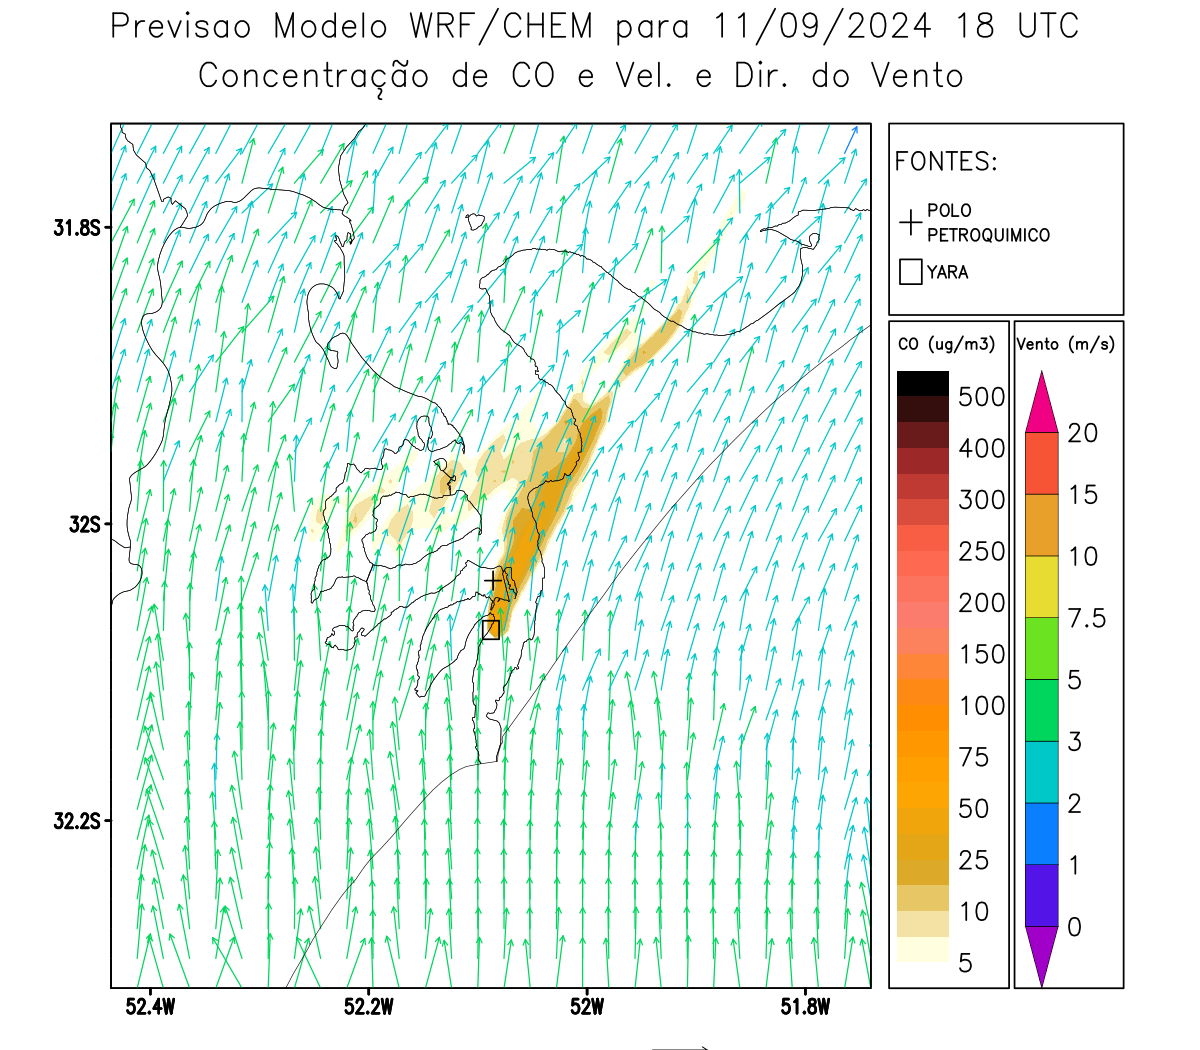 Previsao Modelo WRF/CHEM para 11/09/2024 18 UTC
Concentração de CO e Vel. e Dir. do Vento
FONTES:
POLO
PETROQUIMICO
YARA
CO (ug/m3)
500
400
300
250
200
150
100
75
50
25
10
5
Vento (m/s)
20
15
10
7.5
5
3
2
1
0
31.8S
32S
32.2S
52.4W
52.2W
52W
51.8W